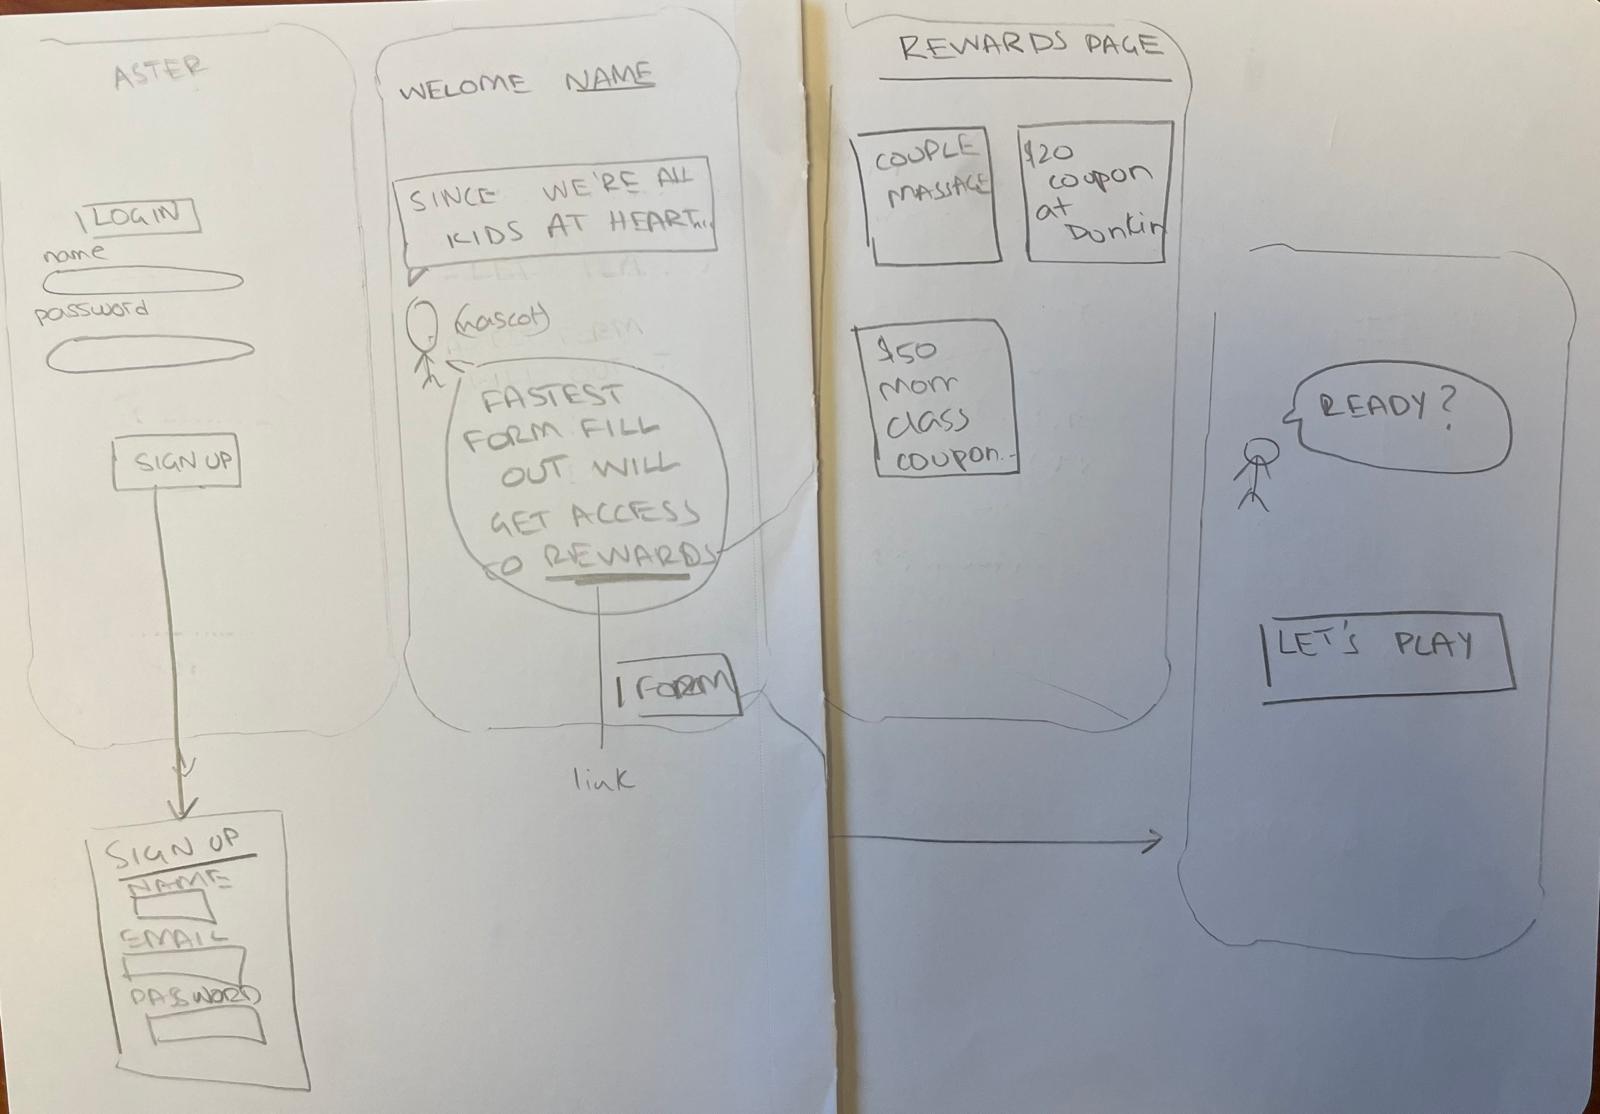 ASTER
LOGIN
name
password
SIGN UP
SIGN UP
NAME
EMAIL
PASSWORD
WELOME NAME
SINCE WE'RE ALL
KIDS AT HEART...
(mascot)
FASTEST
FORM FILL
OUT WILL
GET ACCESS
TO REWARDS
FORM
link
REWARDS PAGE
COUPLE
MASSAGE
$20
coupon
at
Dunkin
$50
mom
class
coupon..
READY?
LET'S PLAY